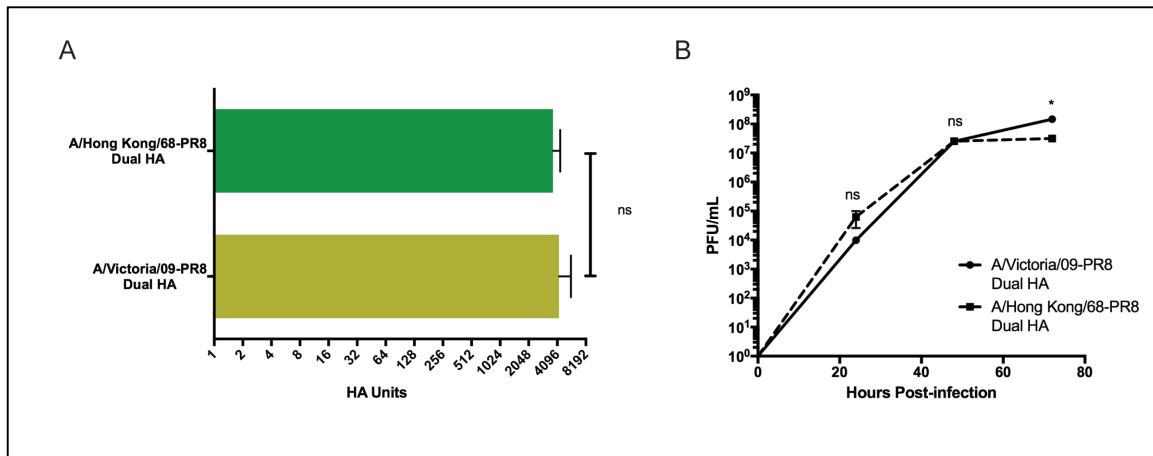 A
A/Hong Kong/68-PR8
Dual HA
A/Victoria/09-PR8
Dual HA
ns
1
2
4
8
16
32
64
128
256
512
1024
2048
4096
8192
HA Units
B
PFU/mL
10⁹
10⁸
10⁷
10⁶
10⁵
10⁴
10³
10²
10¹
10⁰
ns
ns
*
A/Victoria/09-PR8
Dual HA
A/Hong Kong/68-PR8
Dual HA
0
20
40
60
80
Hours Post-infection